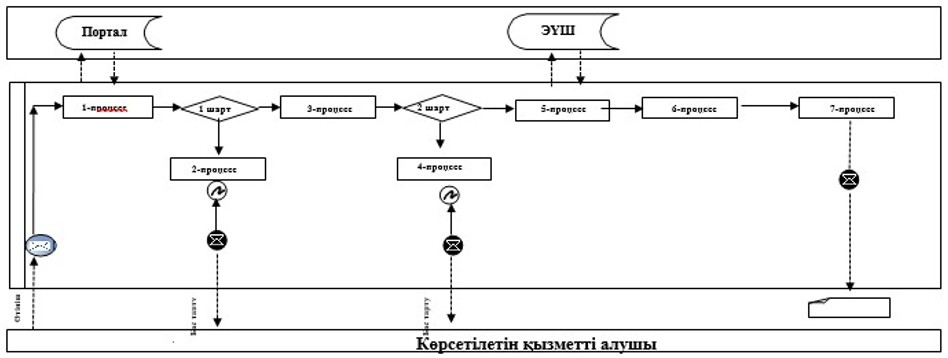 Портал
ЭҮШ
1-процесс
1 шарт
3-процесс
2 шарт
5-процесс
6-процесс
7-процесс
2-процесс
4-процесс
Өтініш
Бас тарту
Бас тарту
Көрсетілетін қызметті алушы